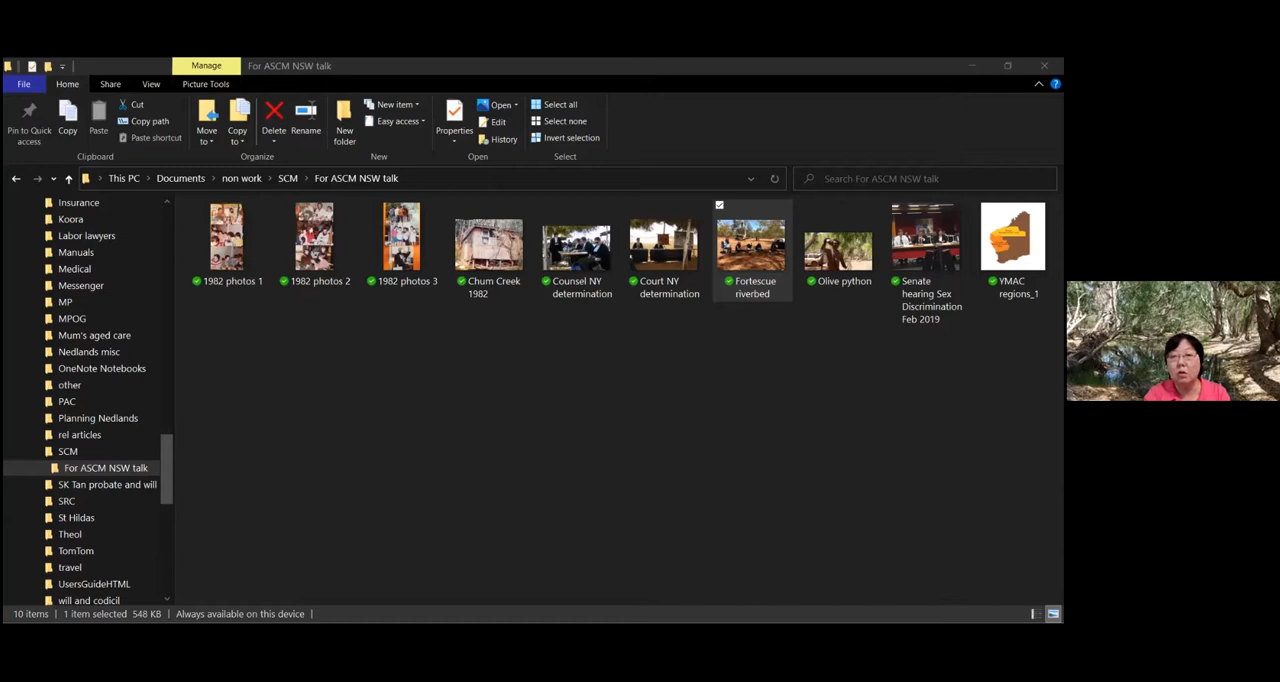 Manage
For ASCM NSW talk
File
Home
Share
View
Picture Tools
Pin to Quick access
Copy
Paste
Cut
Copy path
Paste shortcut
Move to
Copy to
Delete
Rename
New folder
New item
Easy access
Properties
Open
Edit
History
Select all
Select none
Invert selection
Clipboard
Organize
New
Open
Select
This PC > Documents > non work > SCM > For ASCM NSW talk
Search For ASCM NSW talk
Insurance
Koora
Labor lawyers
Manuals
Medical
Messenger
MP
MPOG
Mum's aged care
Nedlands misc
OneNote Notebooks
other
PAC
Planning Nedlands
rel articles
SCM
For ASCM NSW talk
SK Tan probate and will
SRC
St Hildas
Theol
TomTom
travel
UsersGuideHTML
will and codicil
1982 photos 1
1982 photos 2
1982 photos 3
Chum Creek
1982
Counsel NY
determination
Court NY
determination
Fortescue
riverbed
Olive python
Senate
hearing Sex
Discrimination
Feb 2019
YMAC
regions_1
10 items | 1 item selected 548 KB | Always available on this device |